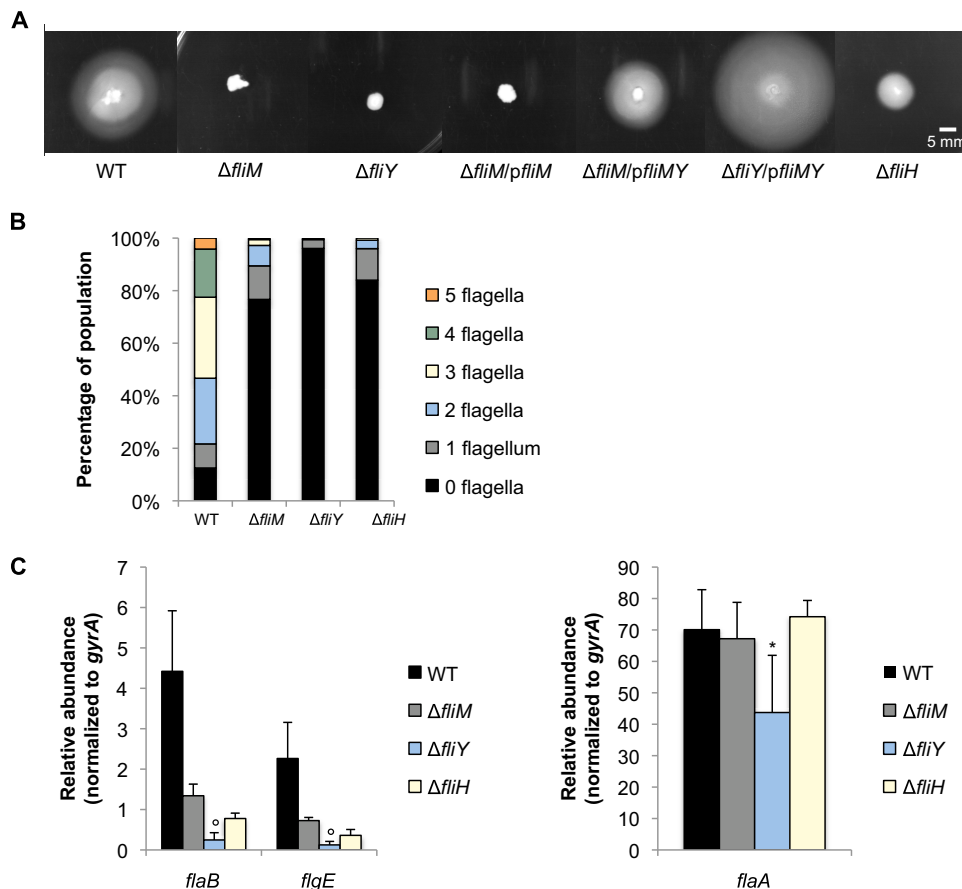 A
5 mm
WT
ΔfliM
ΔfliY
ΔfliM/pfliM
ΔfliM/pfliMY
ΔfliY/pfliMY
ΔfliH
B
Percentage of population
100%
80%
60%
40%
20%
0%
WT
ΔfliM
ΔfliY
ΔfliH
5 flagella
4 flagella
3 flagella
2 flagella
1 flagellum
0 flagella
C
Relative abundance
(normalized to gyrA)
7
6
5
4
3
2
1
0
°
°
flaB
flgE
WT
ΔfliM
ΔfliY
ΔfliH
Relative abundance
(normalized to gyrA)
90
80
70
60
50
40
30
20
10
0
*
flaA
WT
ΔfliM
ΔfliY
ΔfliH